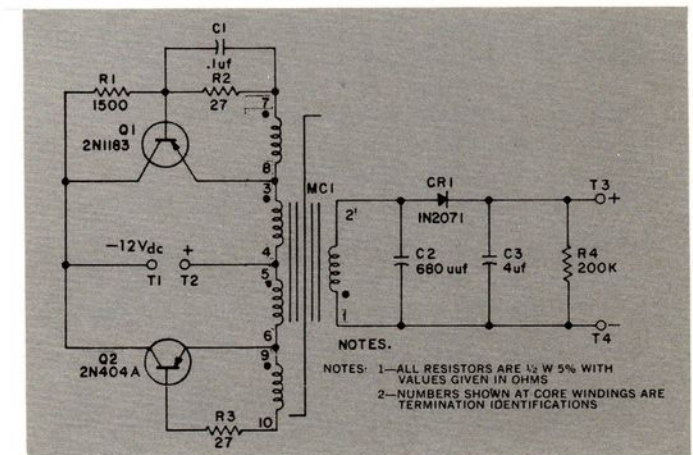 C1
.1uf
R1
1500
R2
27
Q1
2N1183
7
8
3
MC1
2'
CR1
1N2071
T3
+
−12Vdc
+
T1
T2
4
5
C2
680 uuf
C3
4uf
R4
200K
1
6
9
−
T4
Q2
2N404A
R3
27
10
NOTES.
NOTES: 1—ALL RESISTORS ARE ½ W 5% WITH
VALUES GIVEN IN OHMS
2—NUMBERS SHOWN AT CORE WINDINGS ARE
TERMINATION IDENTIFICATIONS